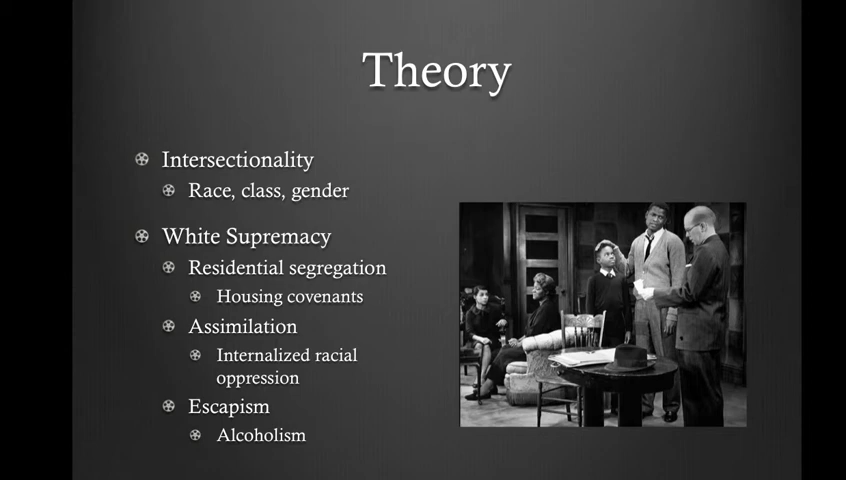 Theory
Intersectionality
Race, class, gender
White Supremacy
Residential segregation
Housing covenants
Assimilation
Internalized racial
oppression
Escapism
Alcoholism